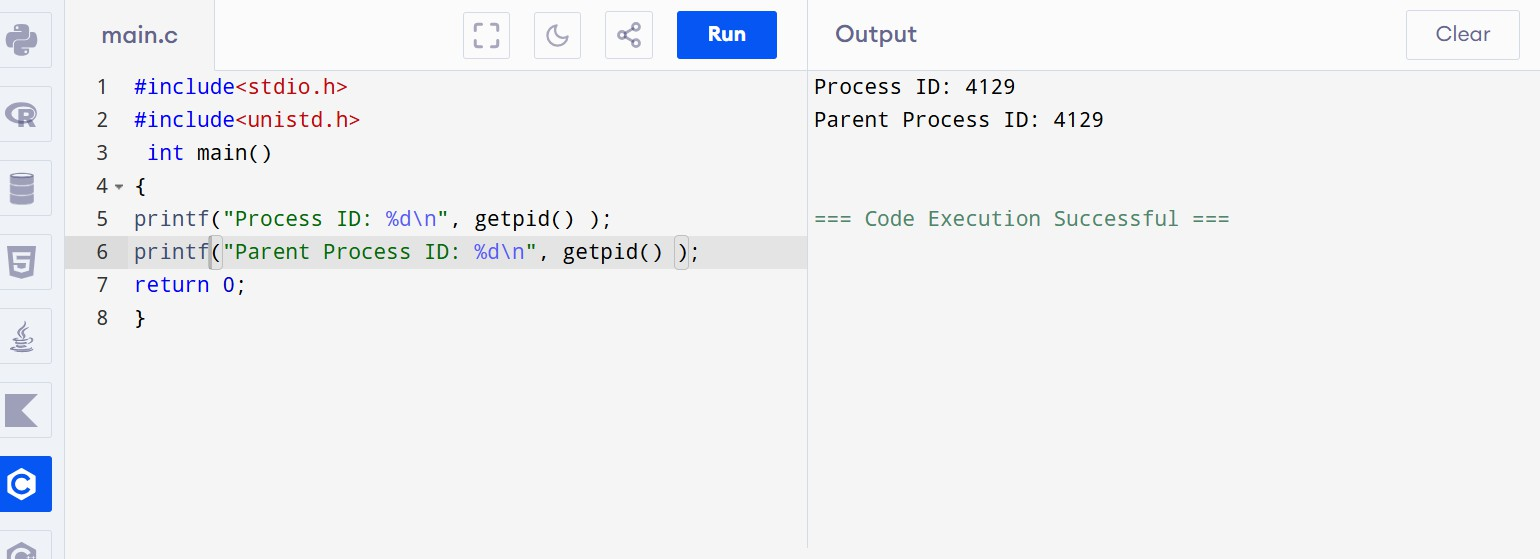 main.c
Run
Output
Clear
1 #include<stdio.h>
2 #include<unistd.h>
3  int main()
4 {
5 printf("Process ID: %d\n", getpid() );
6 printf("Parent Process ID: %d\n", getpid() );
7 return 0;
8 }
Process ID: 4129
Parent Process ID: 4129
=== Code Execution Successful ===
R
5
C